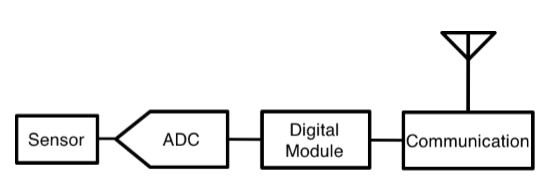 Sensor
ADC
Digital
Module
Communication